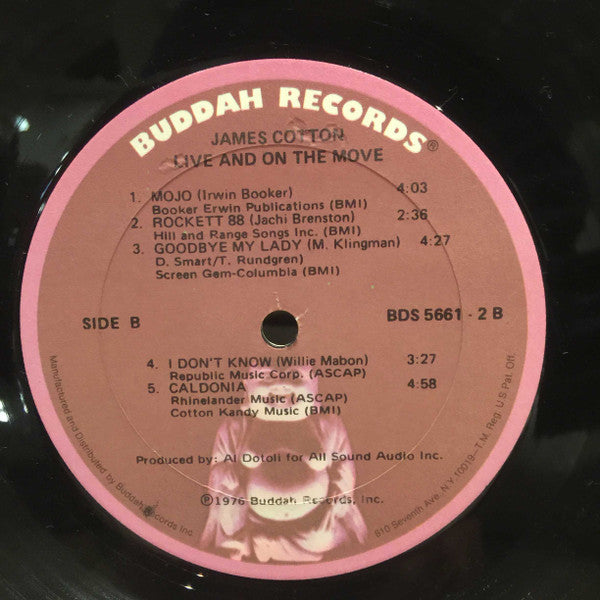 BUDDAH RECORDS®
JAMES COTTON
LIVE AND ON THE MOVE
1. MOJO (Irwin Booker) 4:03
Booker Erwin Publications (BMI)
2. ROCKETT 88 (Jachi Brenston) 2:36
Hill and Range Songs Inc. (BMI)
3. GOODBYE MY LADY (M. Klingman) 4:27
D. Smart/T. Rundgren)
Screen Gem-Columbia (BMI)
SIDE B
BDS 5661 - 2 B
4. I DON'T KNOW (Willie Mabon) 3:27
Republic Music Corp. (ASCAP)
5. CALDONIA 4:58
Rhinelander Music (ASCAP)
Cotton Kandy Music (BMI)
Produced by: Al Dotoli for All Sound Audio Inc.
℗1976 Buddah Records, Inc.
Manufactured and Distributed by Buddah Records Inc.
810 Seventh Ave. N.Y. 10019 - T.M. Reg. U.S. Pat. Off.